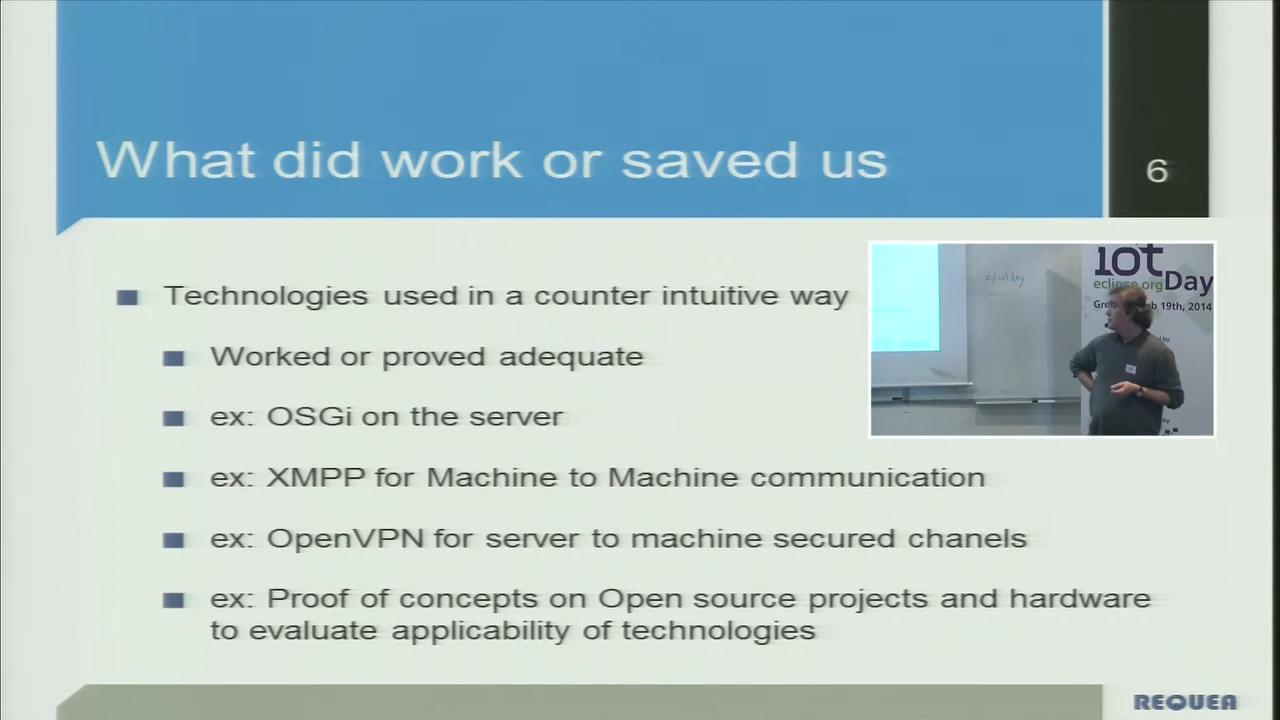 What did work or saved us
6
Technologies used in a counter intuitive way
Worked or proved adequate
ex: OSGi on the server
ex: XMPP for Machine to Machine communication
ex: OpenVPN for server to machine secured chanels
ex: Proof of concepts on Open source projects and hardware
to evaluate applicability of technologies
#iotday
iot
eclipse.org Day
19th, 2014
REQUEA